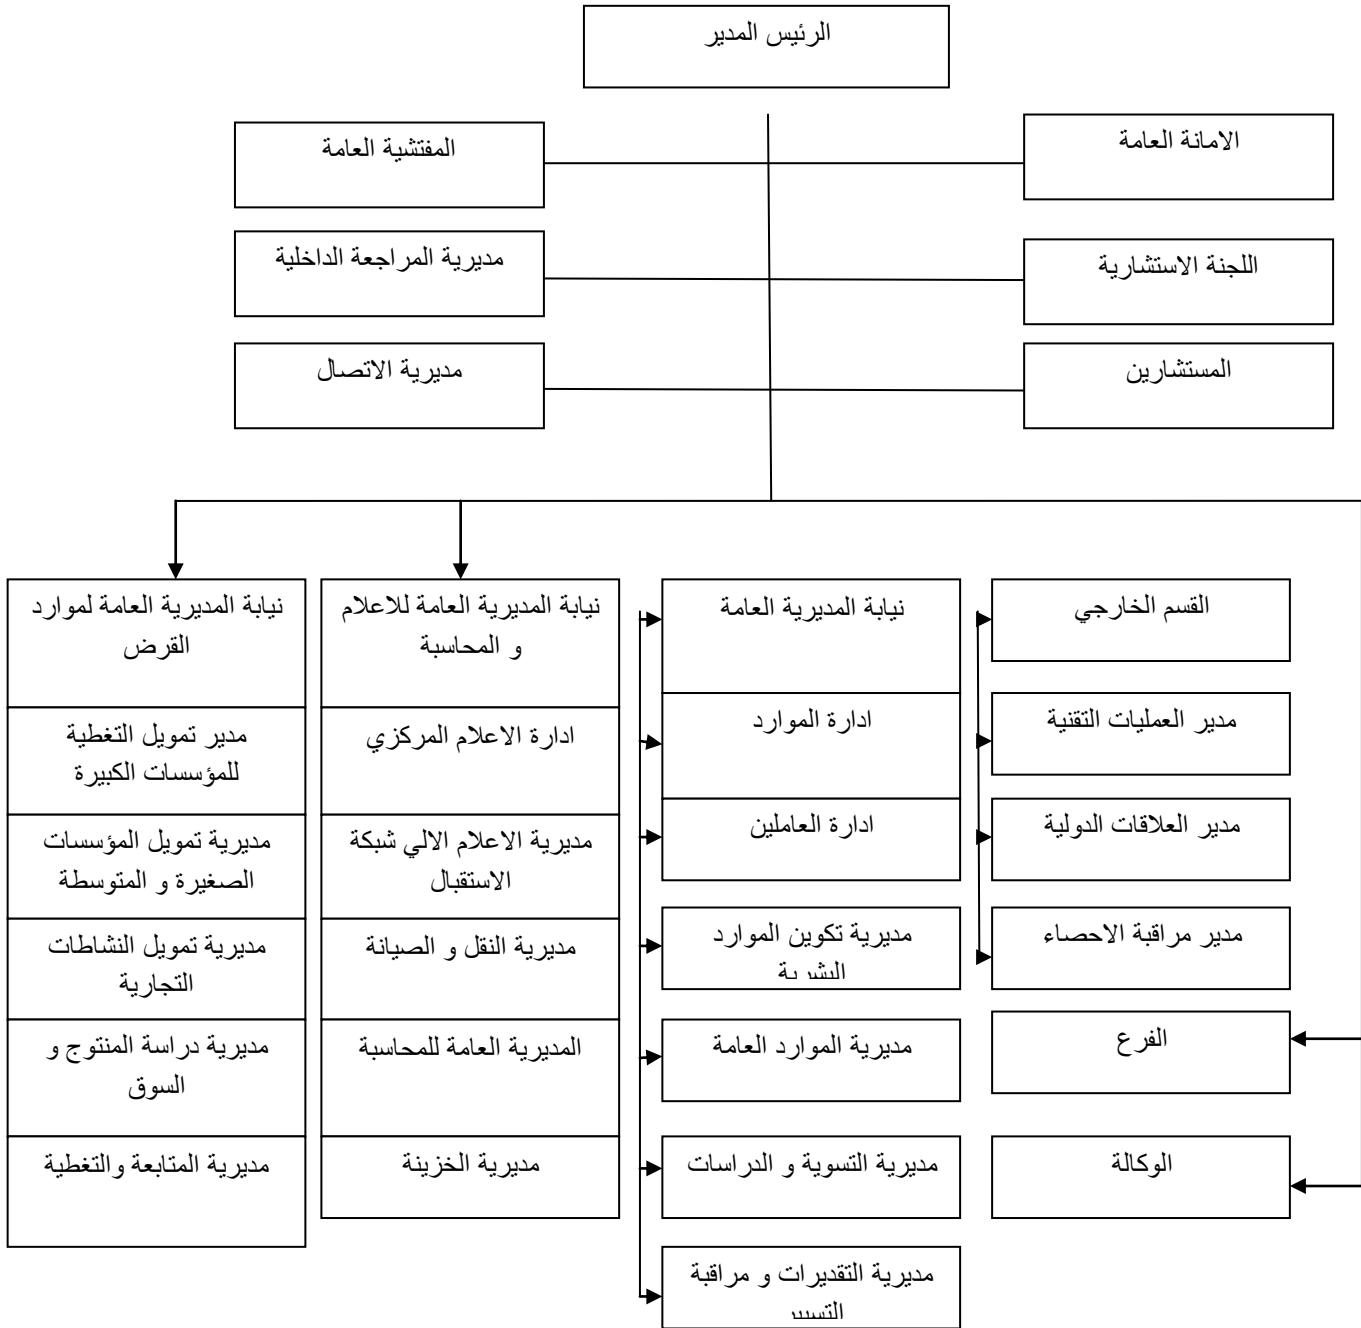 الرئيس المدير
الامانة العامة
المفتشية العامة
اللجنة الاستشارية
مديرية المراجعة الداخلية
المستشارين
مديرية الاتصال
القسم الخارجي
مدير العمليات التقنية
مدير العلاقات الدولية
مدير مراقبة الاحصاء
الفرع
الوكالة
نيابة المديرية العامة
ادارة الموارد
ادارة العاملين
مديرية تكوين الموارد
البشرية
مديرية الموارد العامة
مديرية التسوية و الدراسات
مديرية التقديرات و مراقبة
التسيير
نيابة المديرية العامة للاعلام
و المحاسبة
ادارة الاعلام المركزي
مديرية الاعلام الالي شبكة
الاستقبال
مديرية النقل و الصيانة
المديرية العامة للمحاسبة
مديرية الخزينة
نيابة المديرية العامة لموارد
القرض
مدير تمويل التغطية
للمؤسسات الكبيرة
مديرية تمويل المؤسسات
الصغيرة و المتوسطة
مديرية تمويل النشاطات
التجارية
مديرية دراسة المنتوج و
السوق
مديرية المتابعة والتغطية